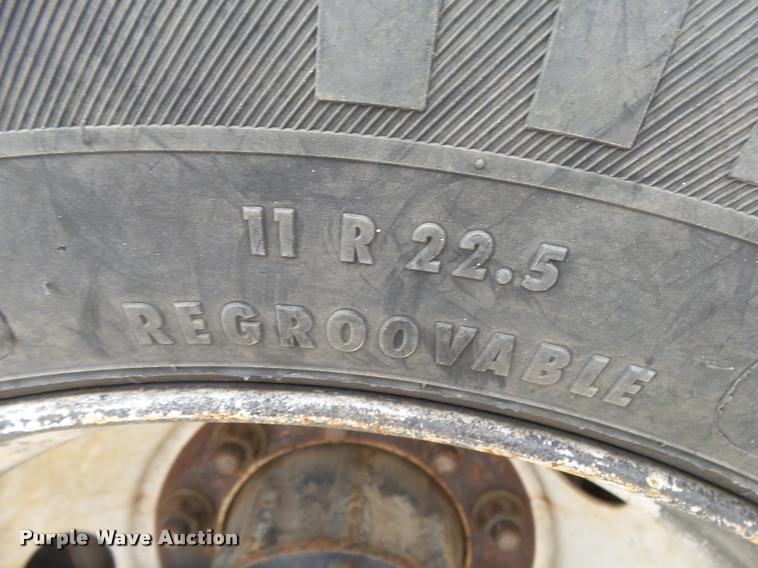 11 R 22.5
REGROOVABLE
Purple Wave Auction